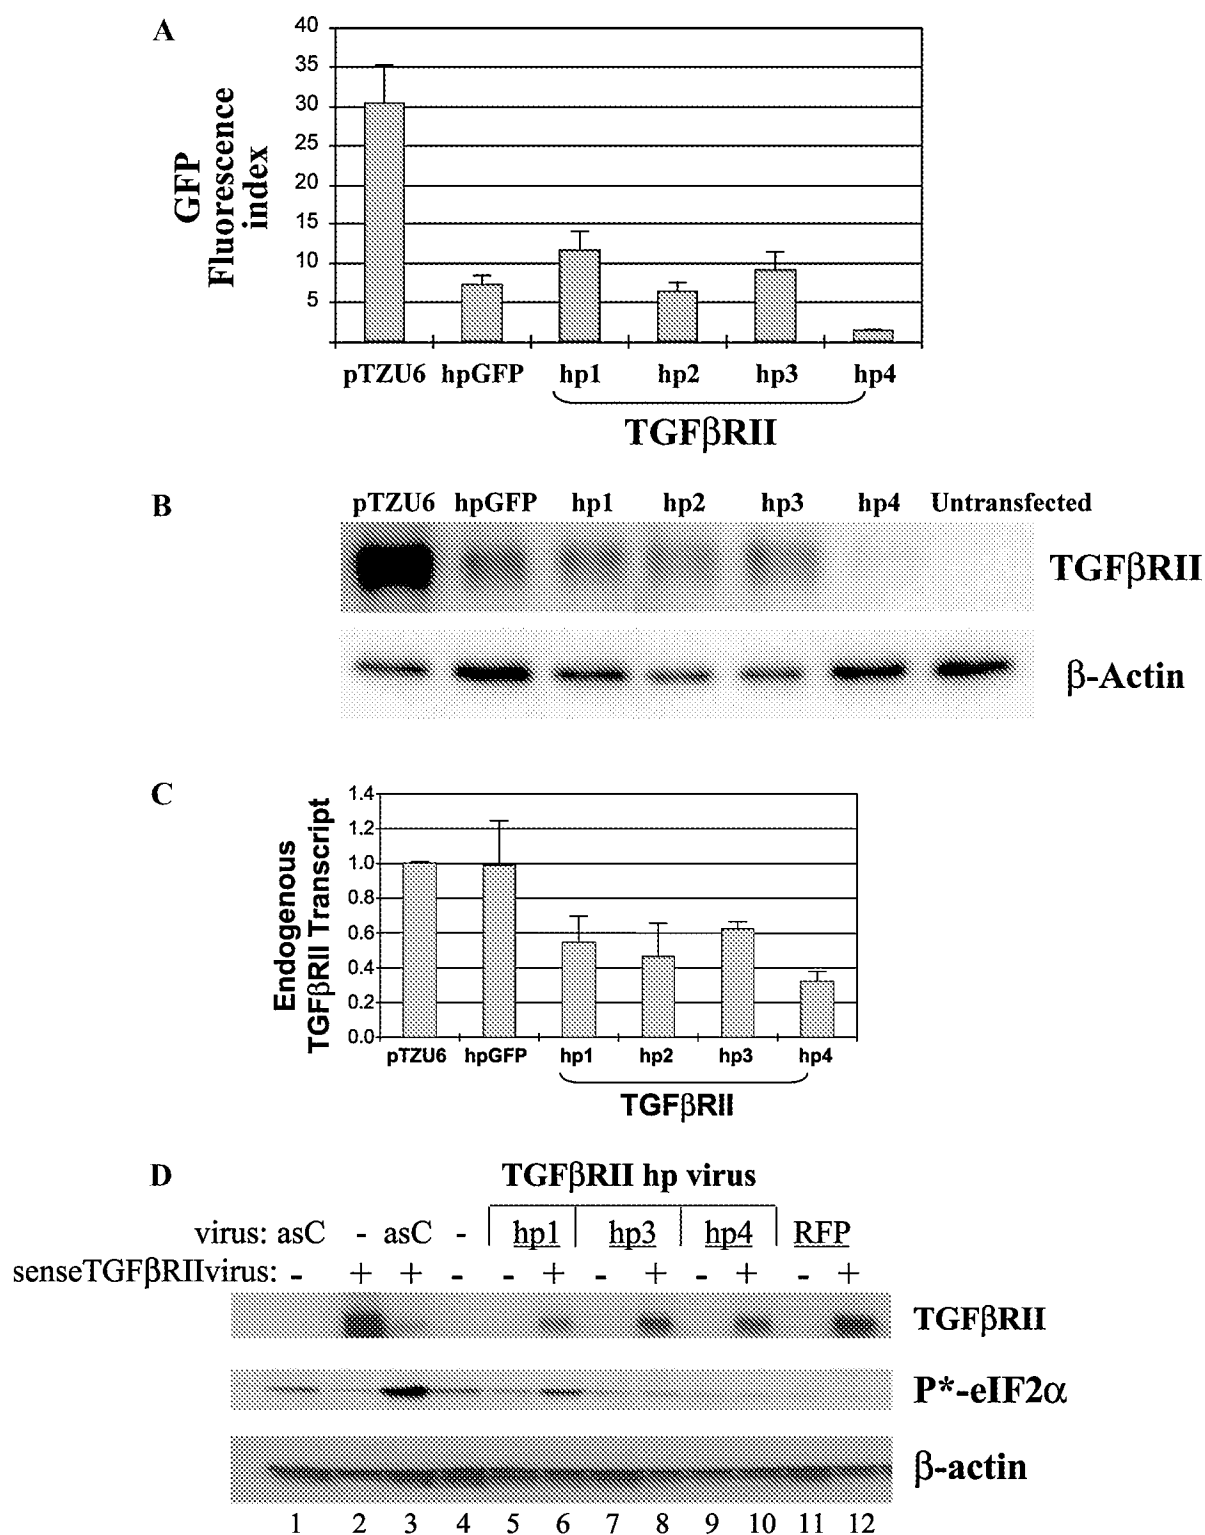 A
GFP
Fluorescence
index
40
35
30
25
20
15
10
5
pTZU6 hpGFP hp1 hp2 hp3 hp4
TGFβRII
B
pTZU6 hpGFP hp1 hp2 hp3 hp4 Untransfected
TGFβRII
β-Actin
C
Endogenous
TGFβRII Transcript
1.4
1.2
1.0
0.8
0.6
0.4
0.2
0.0
pTZU6 hpGFP hp1 hp2 hp3 hp4
TGFβRII
D
TGFβRII hp virus
virus: asC - asC - hp1 hp3 hp4 RFP
senseTGFβRIIvirus: - + + - - + - + - + - +
TGFβRII
P*-eIF2α
β-actin
1 2 3 4 5 6 7 8 9 10 11 12